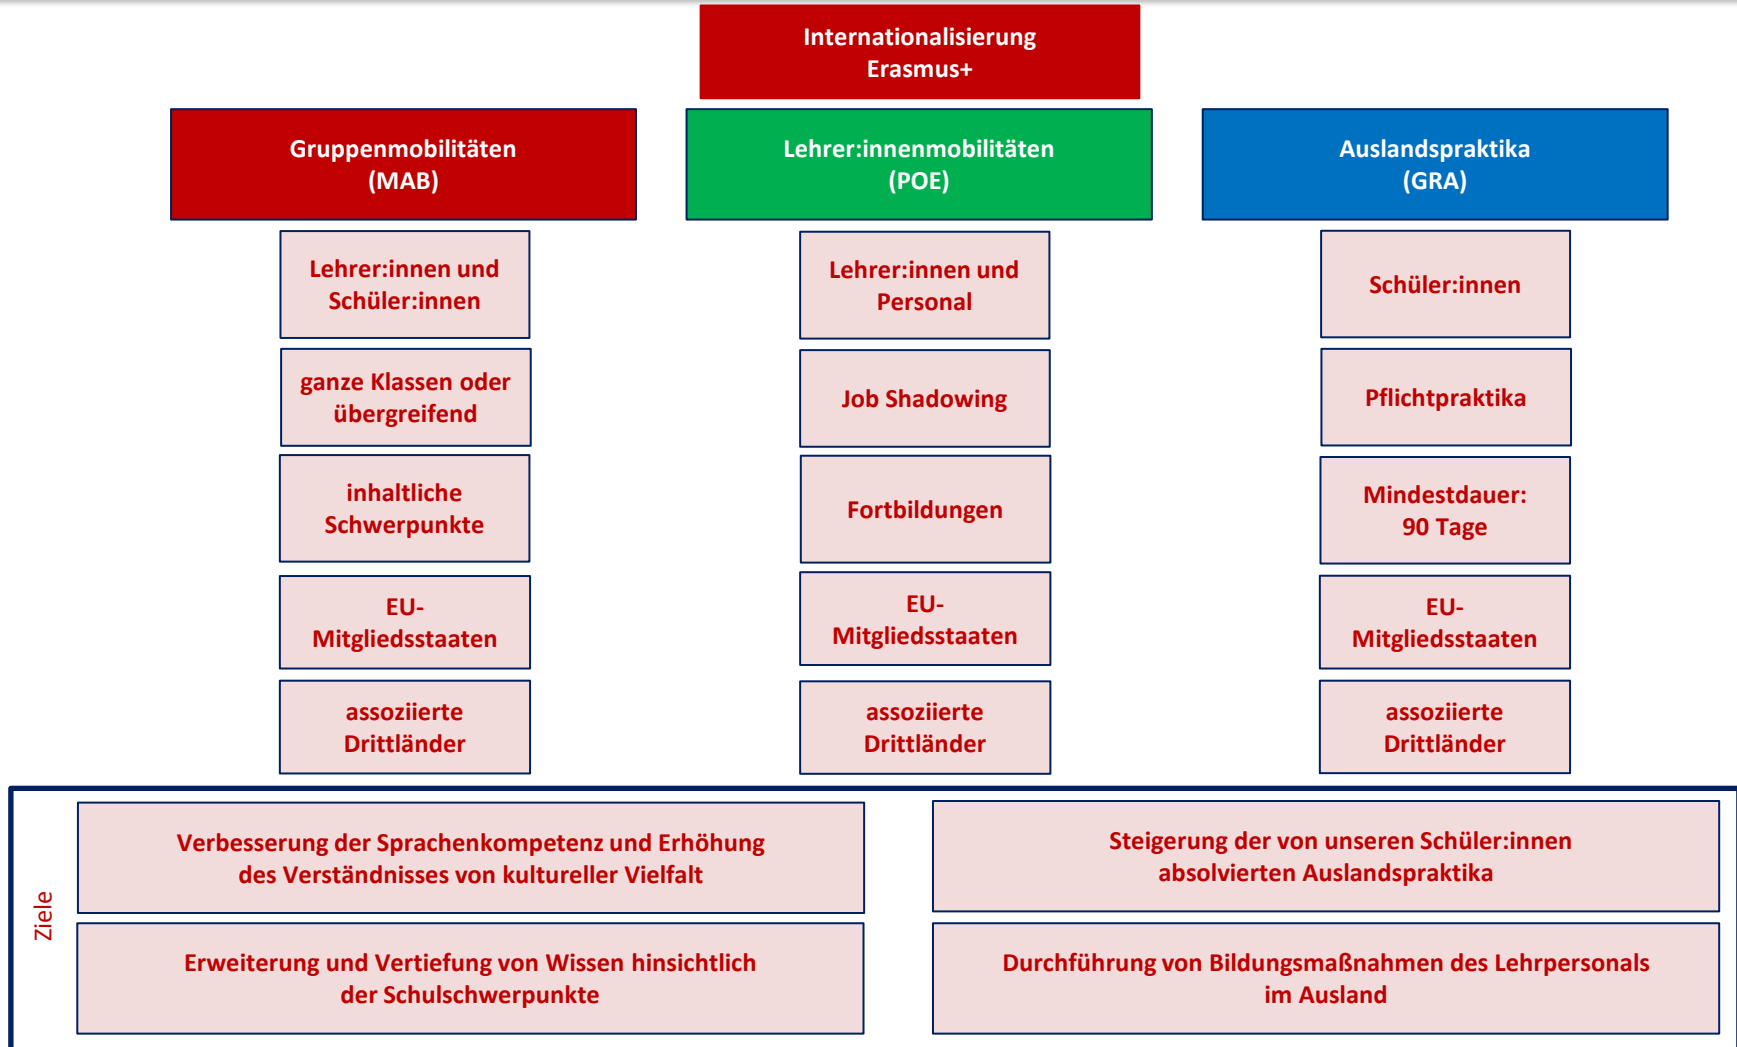 Internationalisierung
Erasmus+
Gruppenmobilitäten
(MAB)
Lehrer:innen und
Schüler:innen
ganze Klassen oder
übergreifend
inhaltliche
Schwerpunkte
EU-
Mitgliedsstaaten
assoziierte
Drittländer
Lehrer:innenmobilitäten
(POE)
Lehrer:innen und
Personal
Job Shadowing
Fortbildungen
EU-
Mitgliedsstaaten
assoziierte
Drittländer
Auslandspraktika
(GRA)
Schüler:innen
Pflichtpraktika
Mindestdauer:
90 Tage
EU-
Mitgliedsstaaten
assoziierte
Drittländer
Ziele
Verbesserung der Sprachenkompetenz und Erhöhung
des Verständnisses von kultureller Vielfalt
Steigerung der von unseren Schüler:innen
absolvierten Auslandspraktika
Erweiterung und Vertiefung von Wissen hinsichtlich
der Schulschwerpunkte
Durchführung von Bildungsmaßnahmen des Lehrpersonals
im Ausland